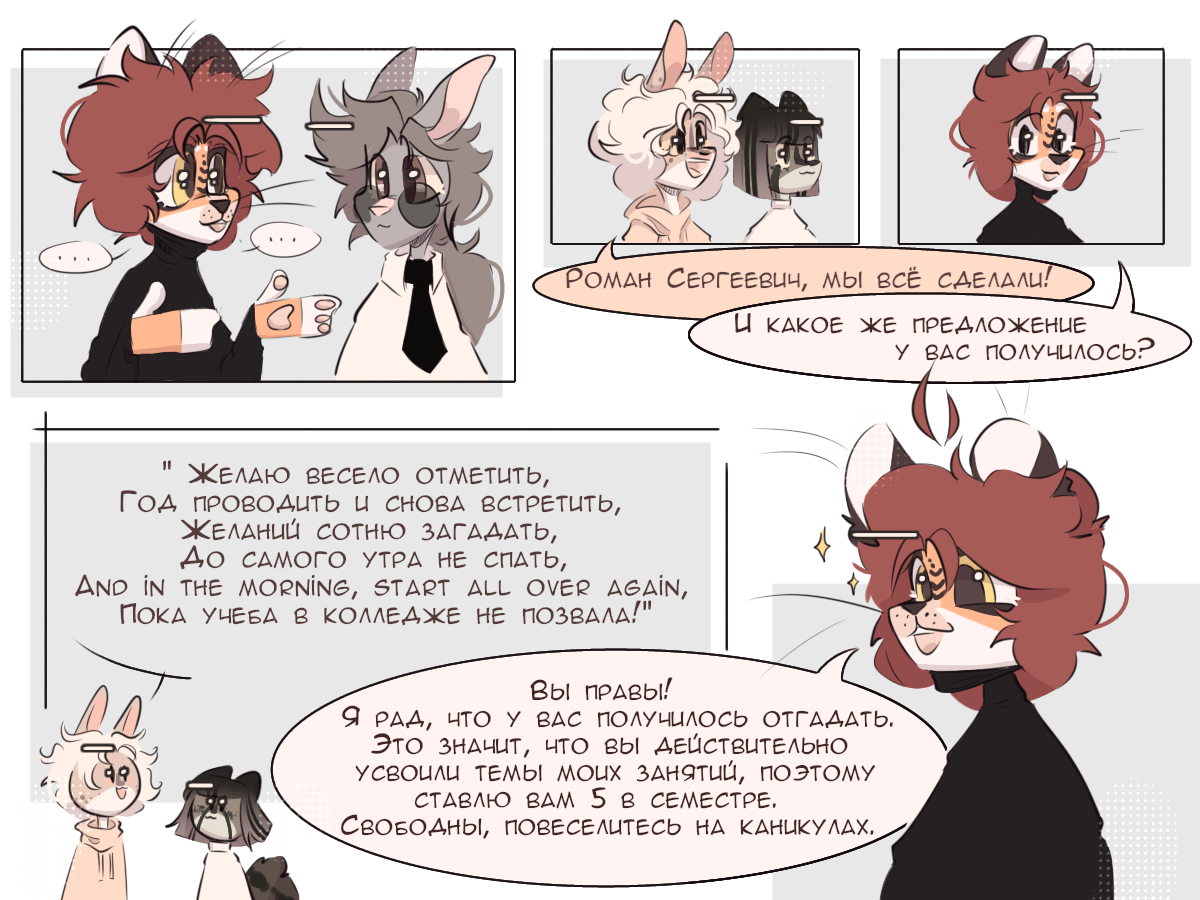 ....
....
Роман Сергеевич, мы всё сделали!
И какое же предложение
у вас получилось?
" Желаю весело отметить,
Год проводить и снова встретить,
Желаний сотню загадать,
До самого утра не спать,
And in the morning, start all over again,
Пока учеба в колледже не позвала!"
Вы правы!
Я рад, что у вас получилось отгадать.
Это значит, что вы действительно
усвоили темы моих занятий, поэтому
ставлю вам 5 в семестре.
Свободны, повеселитесь на каникулах.